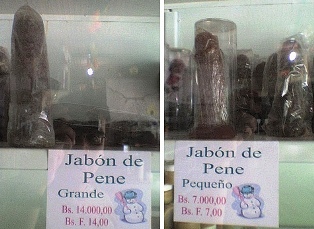 Jabón de
Pene
Grande
Bs. 14.000,00
Bs. F. 14,00
Jabón de
Pene
Pequeño
Bs. 7.000,00
Bs. F. 7,00